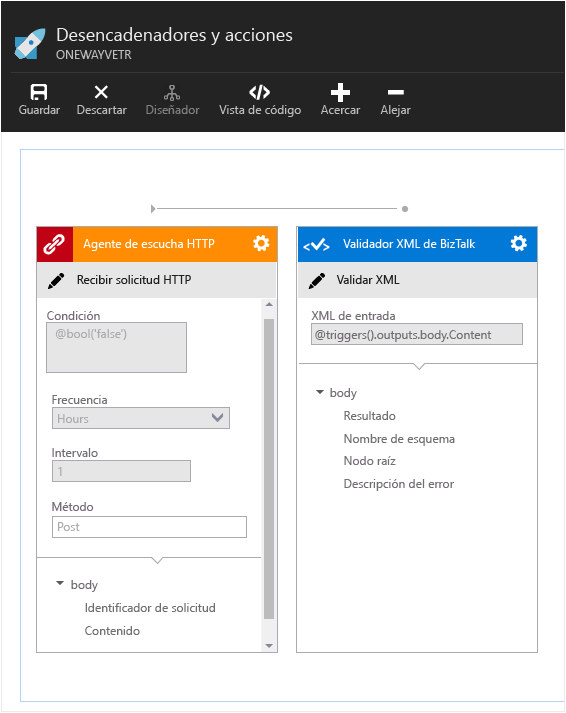 Desencadenadores y acciones
ONEWAYVETR
Guardar Descartar Diseñador Vista de código Acercar Alejar
Agente de escucha HTTP
Recibir solicitud HTTP
Condición
@bool('false')
Frecuencia
Hours
Intervalo
1
Método
Post
body
Identificador de solicitud
Contenido
Validador XML de BizTalk
Validar XML
XML de entrada
@triggers().outputs.body.Content
body
Resultado
Nombre de esquema
Nodo raíz
Descripción del error